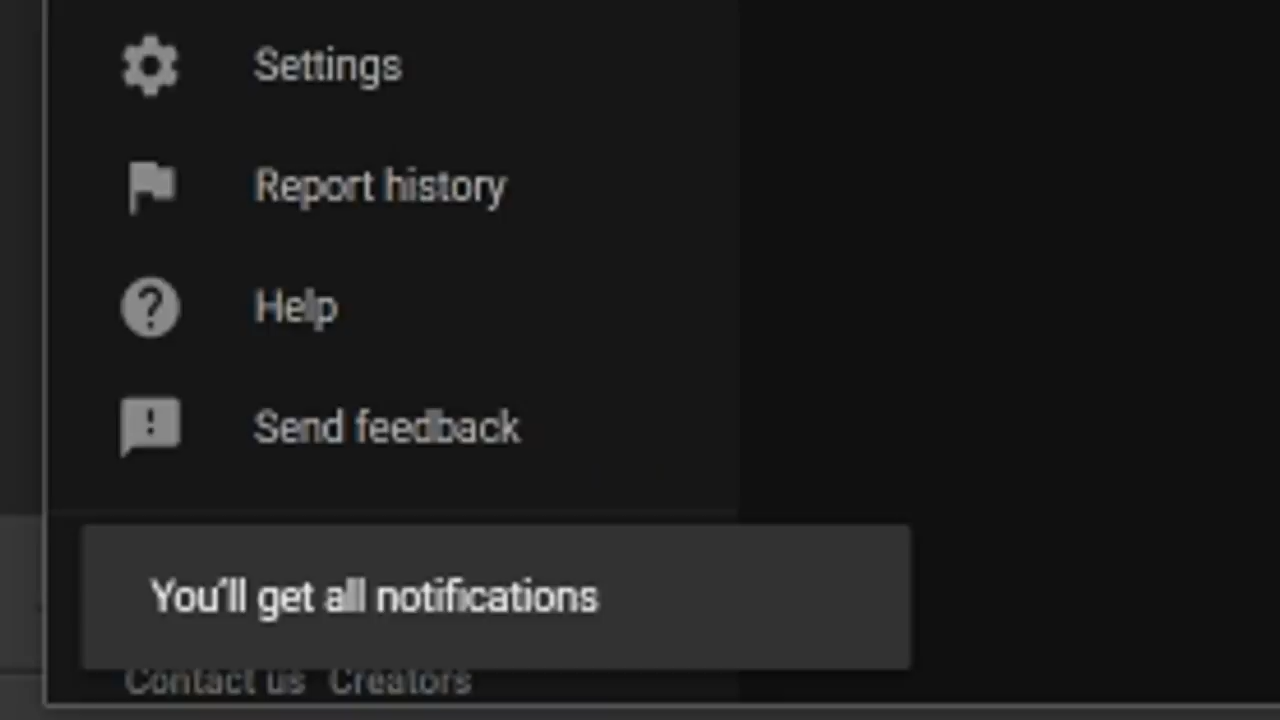 Settings
Report history
Help
Send feedback
You'll get all notifications
Contact us Creators